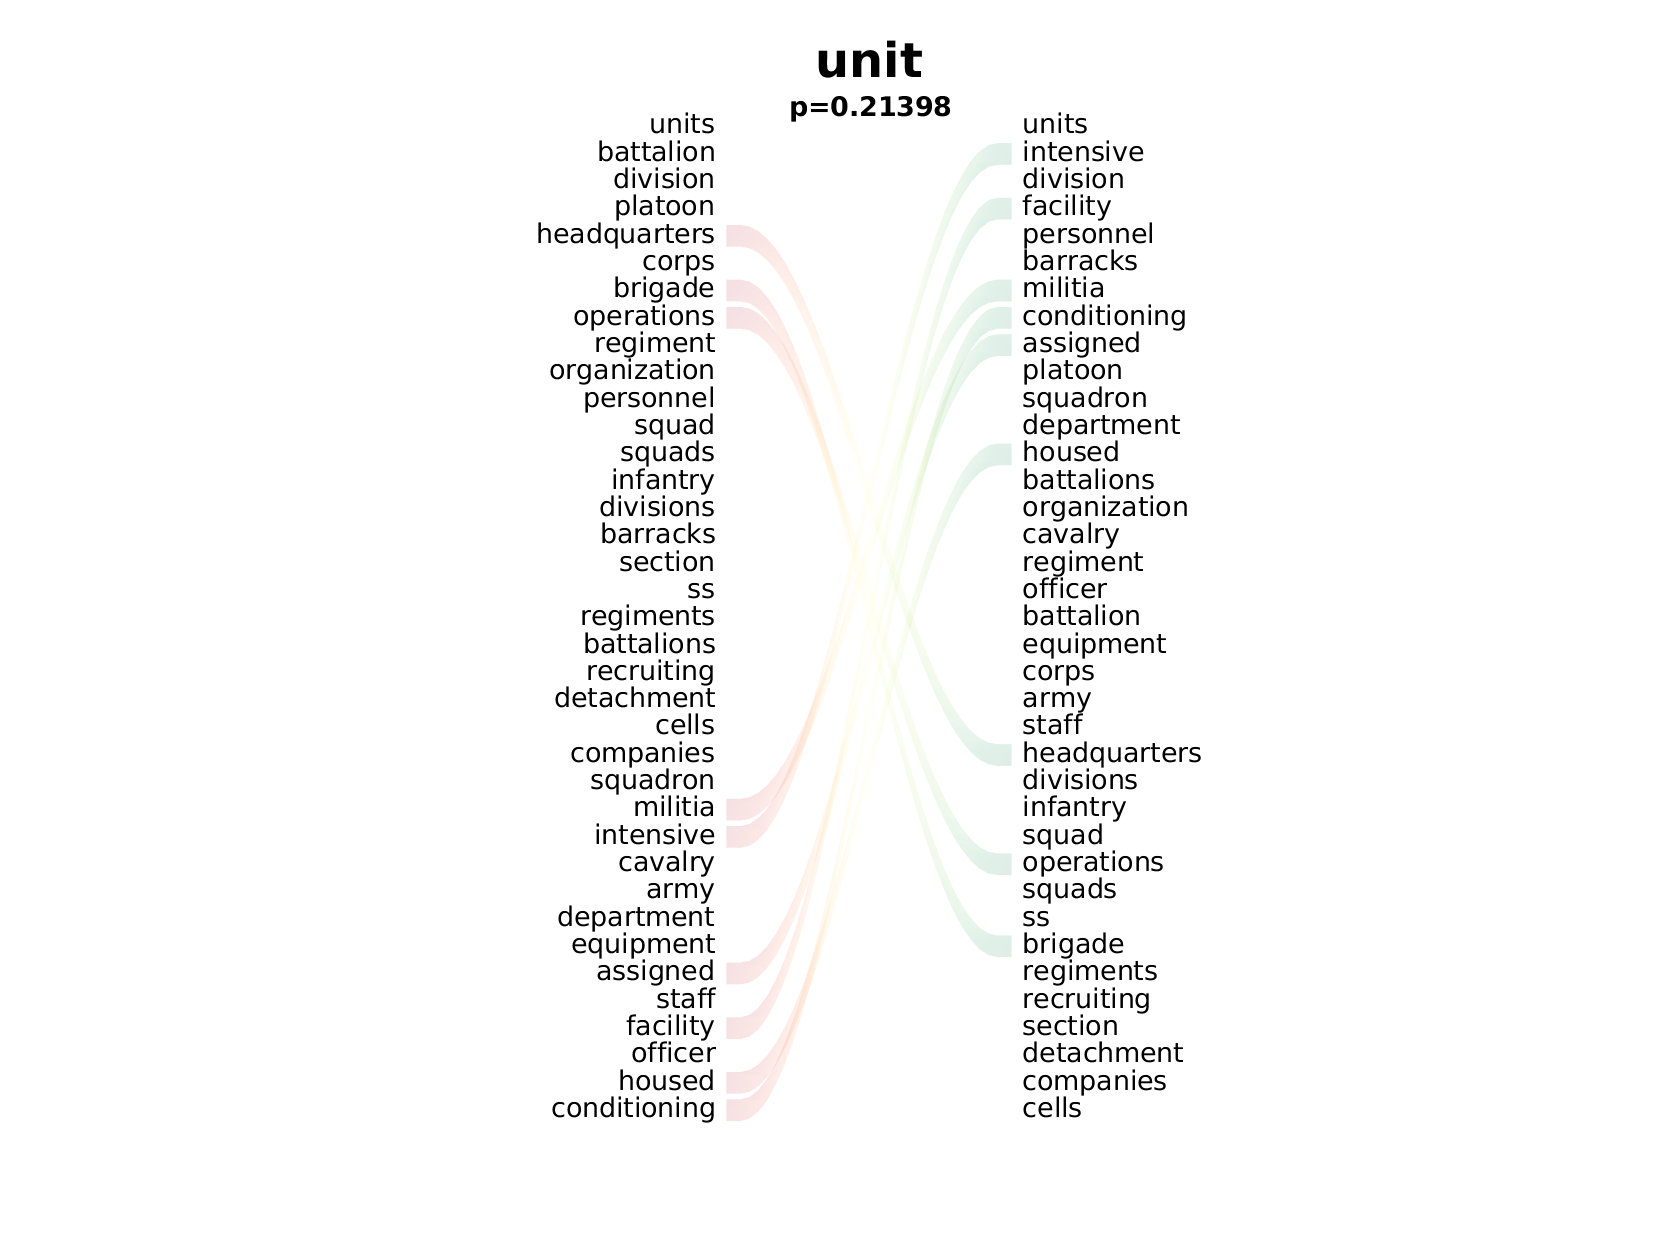 unit
p=0.21398
units
battalion
division
platoon
headquarters
corps
brigade
operations
regiment
organization
personnel
squad
squads
infantry
divisions
barracks
section
ss
regiments
battalions
recruiting
detachment
cells
companies
squadron
militia
intensive
cavalry
army
department
equipment
assigned
staff
facility
officer
housed
conditioning
units
intensive
division
facility
personnel
barracks
militia
conditioning
assigned
platoon
squadron
department
housed
battalions
organization
cavalry
regiment
officer
battalion
equipment
corps
army
staff
headquarters
divisions
infantry
squad
operations
squads
ss
brigade
regiments
recruiting
section
detachment
companies
cells